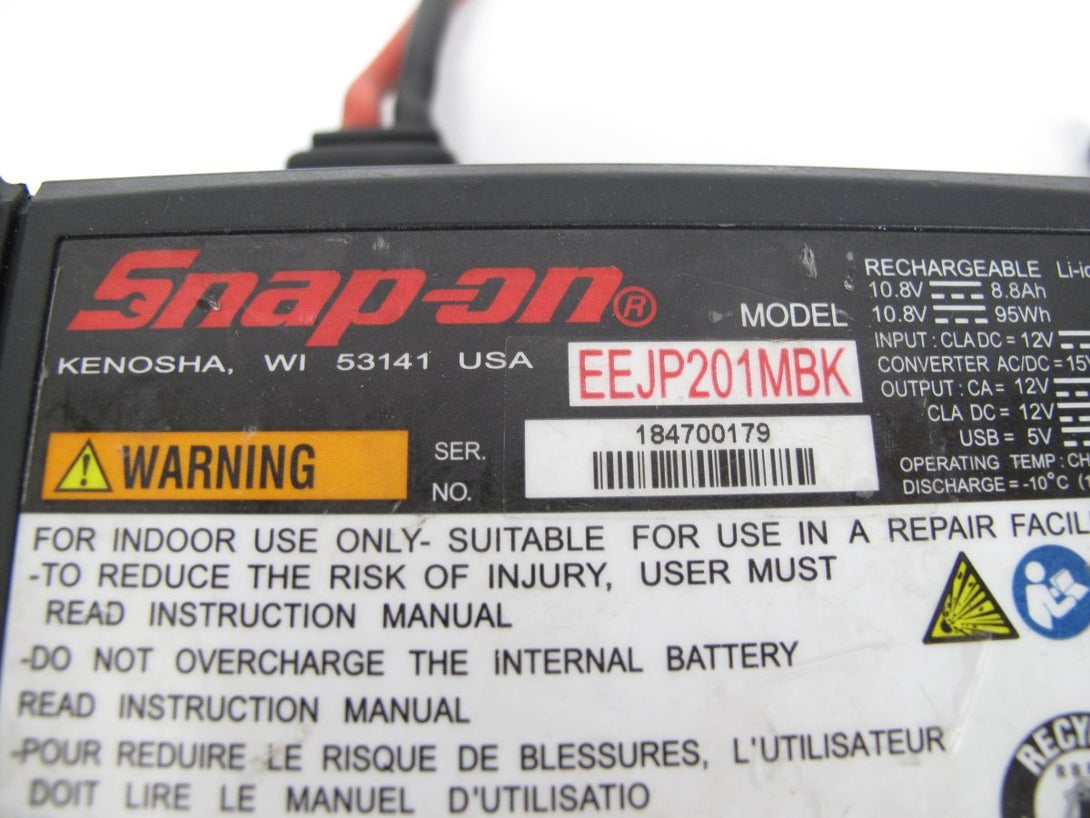 Snap-on®
KENOSHA, WI 53141 USA
MODEL
EEJP201MBK
RECHARGEABLE
10.8V 8.8Ah
10.8V 95Wh
INPUT : CLA DC = 12V
CONVERTER AC/DC =
OUTPUT : CA = 12V
CLA DC = 12V
USB = 5V
OPERATING TEMP :
DISCHARGE = -10°C
WARNING
SER.
NO.
184700179
FOR INDOOR USE ONLY- SUITABLE FOR USE IN A REPAIR
-TO REDUCE THE RISK OF INJURY, USER MUST
READ INSTRUCTION MANUAL
-DO NOT OVERCHARGE THE INTERNAL BATTERY
READ INSTRUCTION MANUAL
-POUR REDUIRE LE RISQUE DE BLESSURES, L'UTILISATEUR
DOIT LIRE LE MANUEL D'UTILISATIO